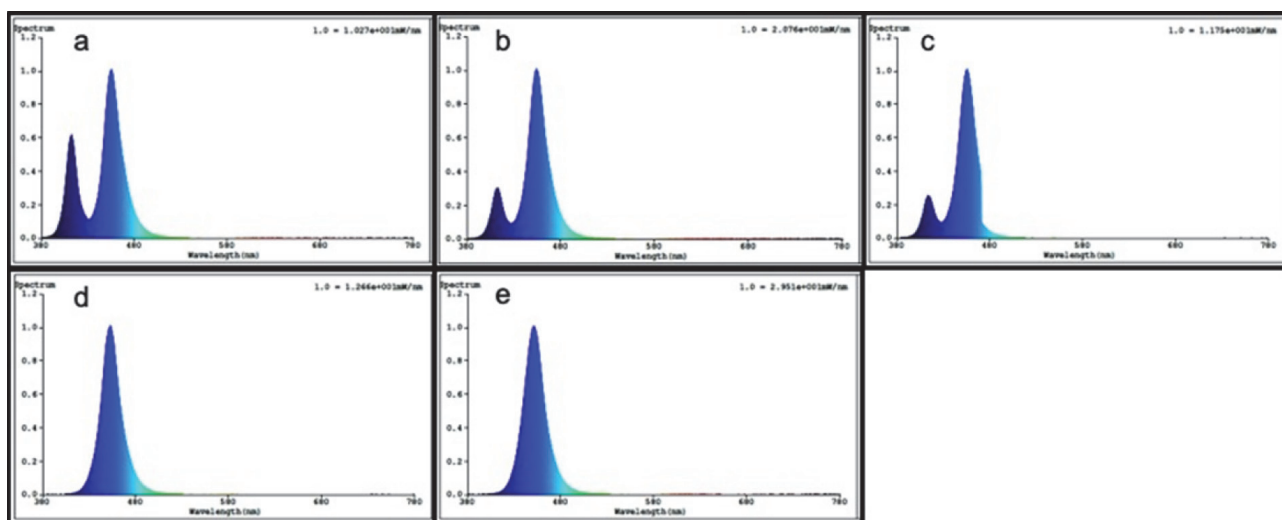 a
Spectrum
1.0 = 1.027e+001mW/nm
1.2
1.0
0.8
0.6
0.4
0.2
0.0
380 480 580 680 780
Wavelength(nm)
b
Spectrum
1.0 = 2.076e+001mW/nm
1.2
1.0
0.8
0.6
0.4
0.2
0.0
380 480 580 680 780
Wavelength(nm)
c
Spectrum
1.0 = 1.175e+001mW/nm
1.2
1.0
0.8
0.6
0.4
0.2
0.0
380 480 580 680 780
Wavelength(nm)
d
Spectrum
1.0 = 1.266e+001mW/nm
1.2
1.0
0.8
0.6
0.4
0.2
0.0
380 480 580 680 780
Wavelength(nm)
e
Spectrum
1.0 = 2.951e+001mW/nm
1.2
1.0
0.8
0.6
0.4
0.2
0.0
380 480 580 680 780
Wavelength(nm)